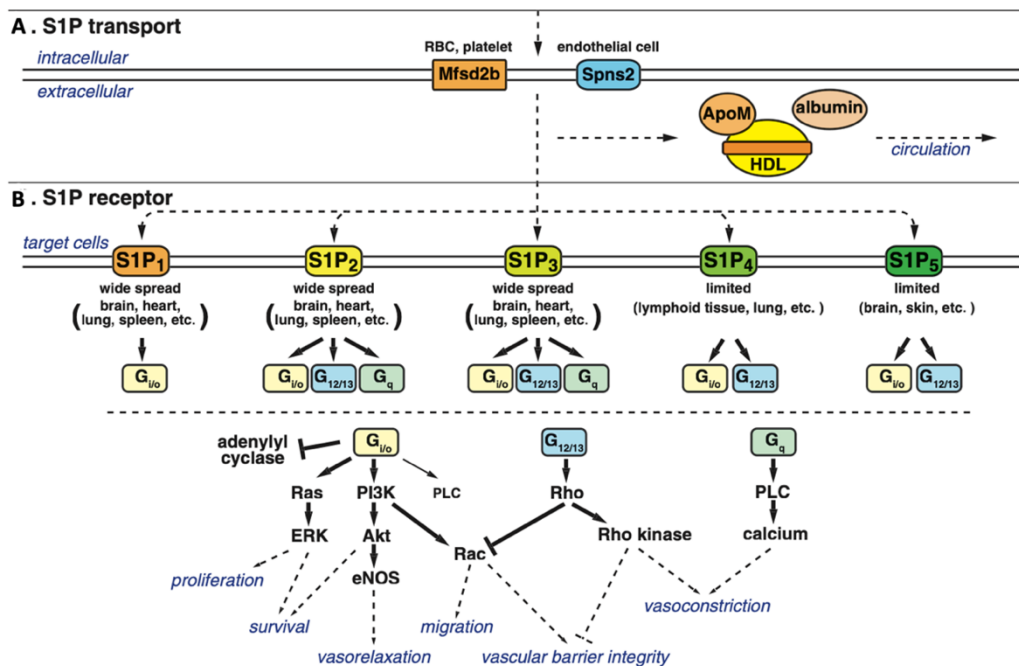 A. S1P transport
RBC, platelet
endothelial cell
intracellular
Mfsd2b
Spns2
extracellular
ApoM
albumin
HDL
circulation
B. S1P receptor
target cells
S1P1
S1P2
S1P3
S1P4
S1P5
wide spread
brain, heart,
(lung, spleen, etc.)
wide spread
brain, heart,
(lung, spleen, etc.)
wide spread
brain, heart,
(lung, spleen, etc.)
limited
(lymphoid tissue, lung, etc.)
limited
(brain, skin, etc.)
Gi/o
Gi/o
G12/13
Gq
Gi/o
G12/13
Gq
Gi/o
G12/13
Gi/o
G12/13
adenylyl
cyclase
Gi/o
G12/13
Gq
Ras
PI3K
PLC
Rho
PLC
ERK
Akt
Rac
Rho kinase
calcium
eNOS
proliferation
survival
migration
vasoconstriction
vasorelaxation
vascular barrier integrity